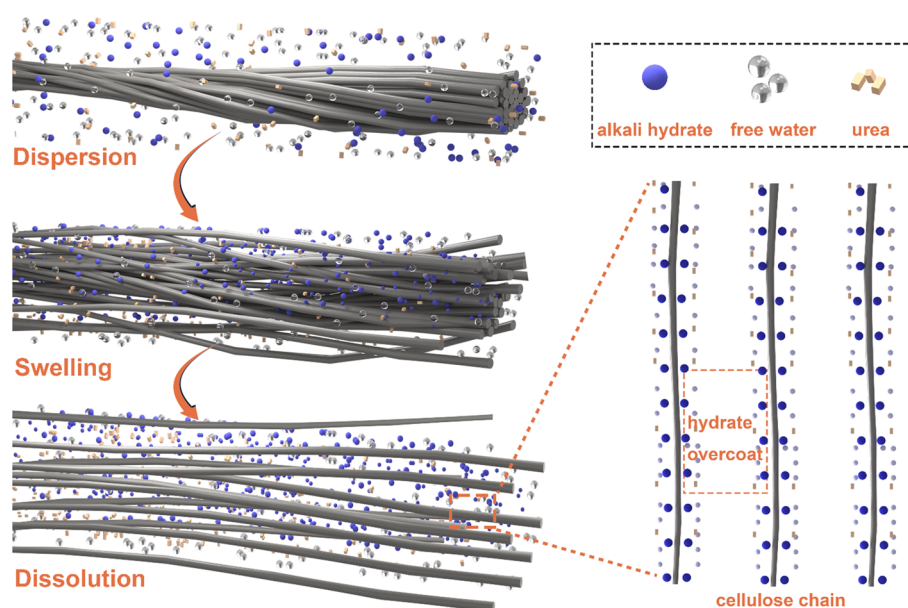 Dispersion
Swelling
Dissolution
alkali hydrate
free water
urea
hydrate
overcoat
cellulose chain